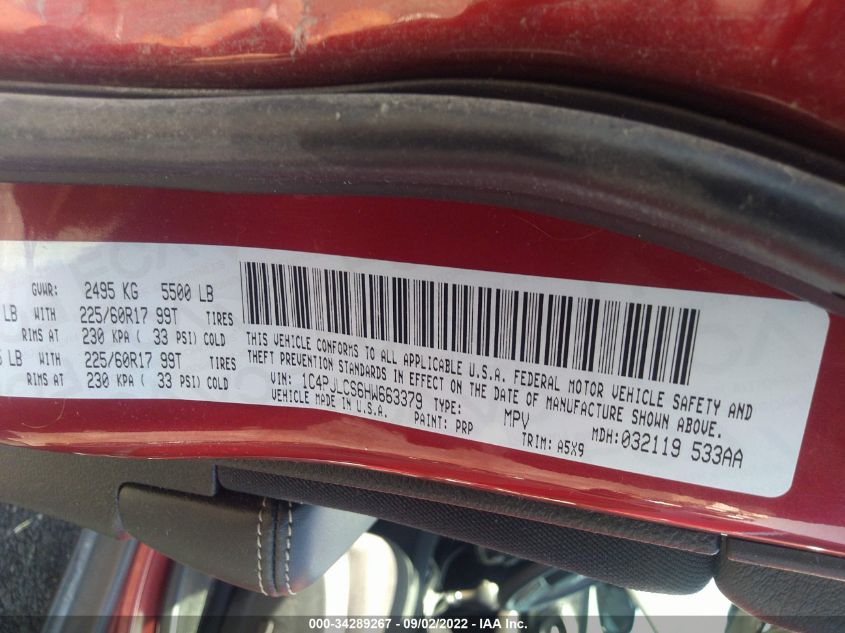 GVWR: 2495 KG 5500 LB
LB WITH 225/60R17 99T TIRES
RIMS AT 230 KPA ( 33 PSI) COLD
LB WITH 225/60R17 99T TIRES
RIMS AT 230 KPA ( 33 PSI) COLD
THIS VEHICLE CONFORMS TO ALL APPLICABLE U.S.A. FEDERAL MOTOR VEHICLE SAFETY AND
THEFT PREVENTION STANDARDS IN EFFECT ON THE DATE OF MANUFACTURE SHOWN ABOVE.
VIN: 1C4PJLCS6HW663379 TYPE: MPV MDH:032119 533AA
VEHICLE MADE IN U.S.A. PAINT: PRP TRIM: A5X9
000-34289267 - 09/02/2022 - IAA Inc.